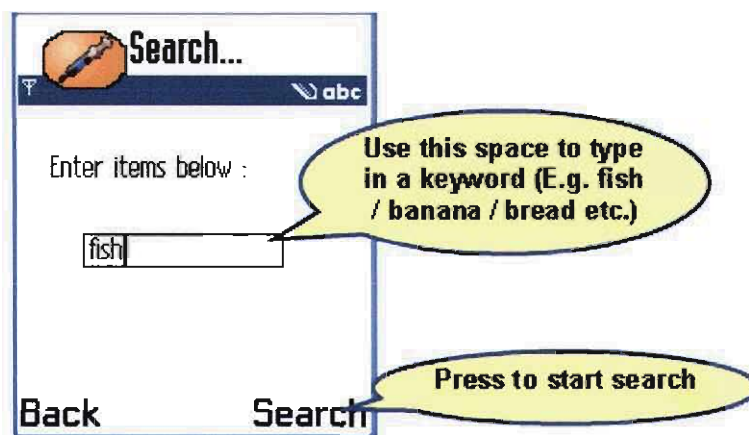 Search...
abc
Enter items below :
Use this space to type
in a keyword (E.g. fish
/ banana / bread etc.)
fish
Press to start search
Back Search